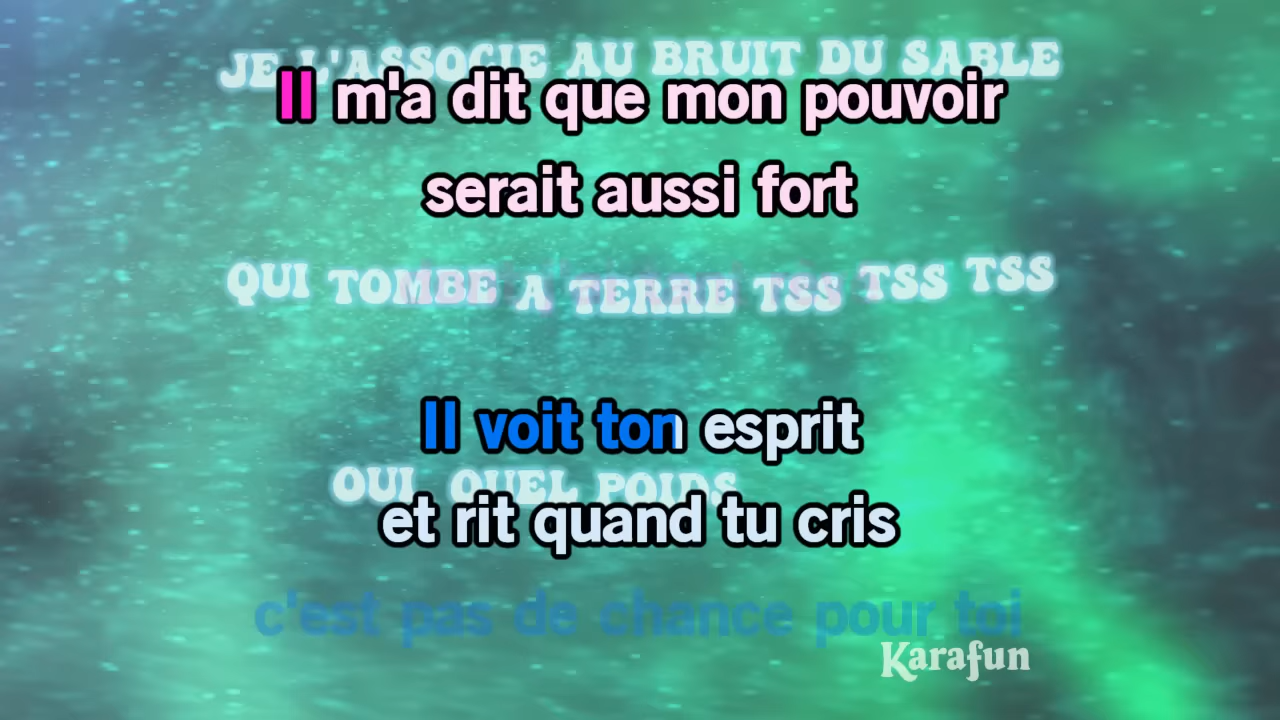 JE L'ASSOCIE AU BRUIT DU SABLE
Il m'a dit que mon pouvoir
serait aussi fort
QUI TOMBE A TERRE TSS TSS TSS
Il voit ton esprit
OUI, QUEL POIDS
et rit quand tu cris
c'est pas de chance pour toi
Karafun